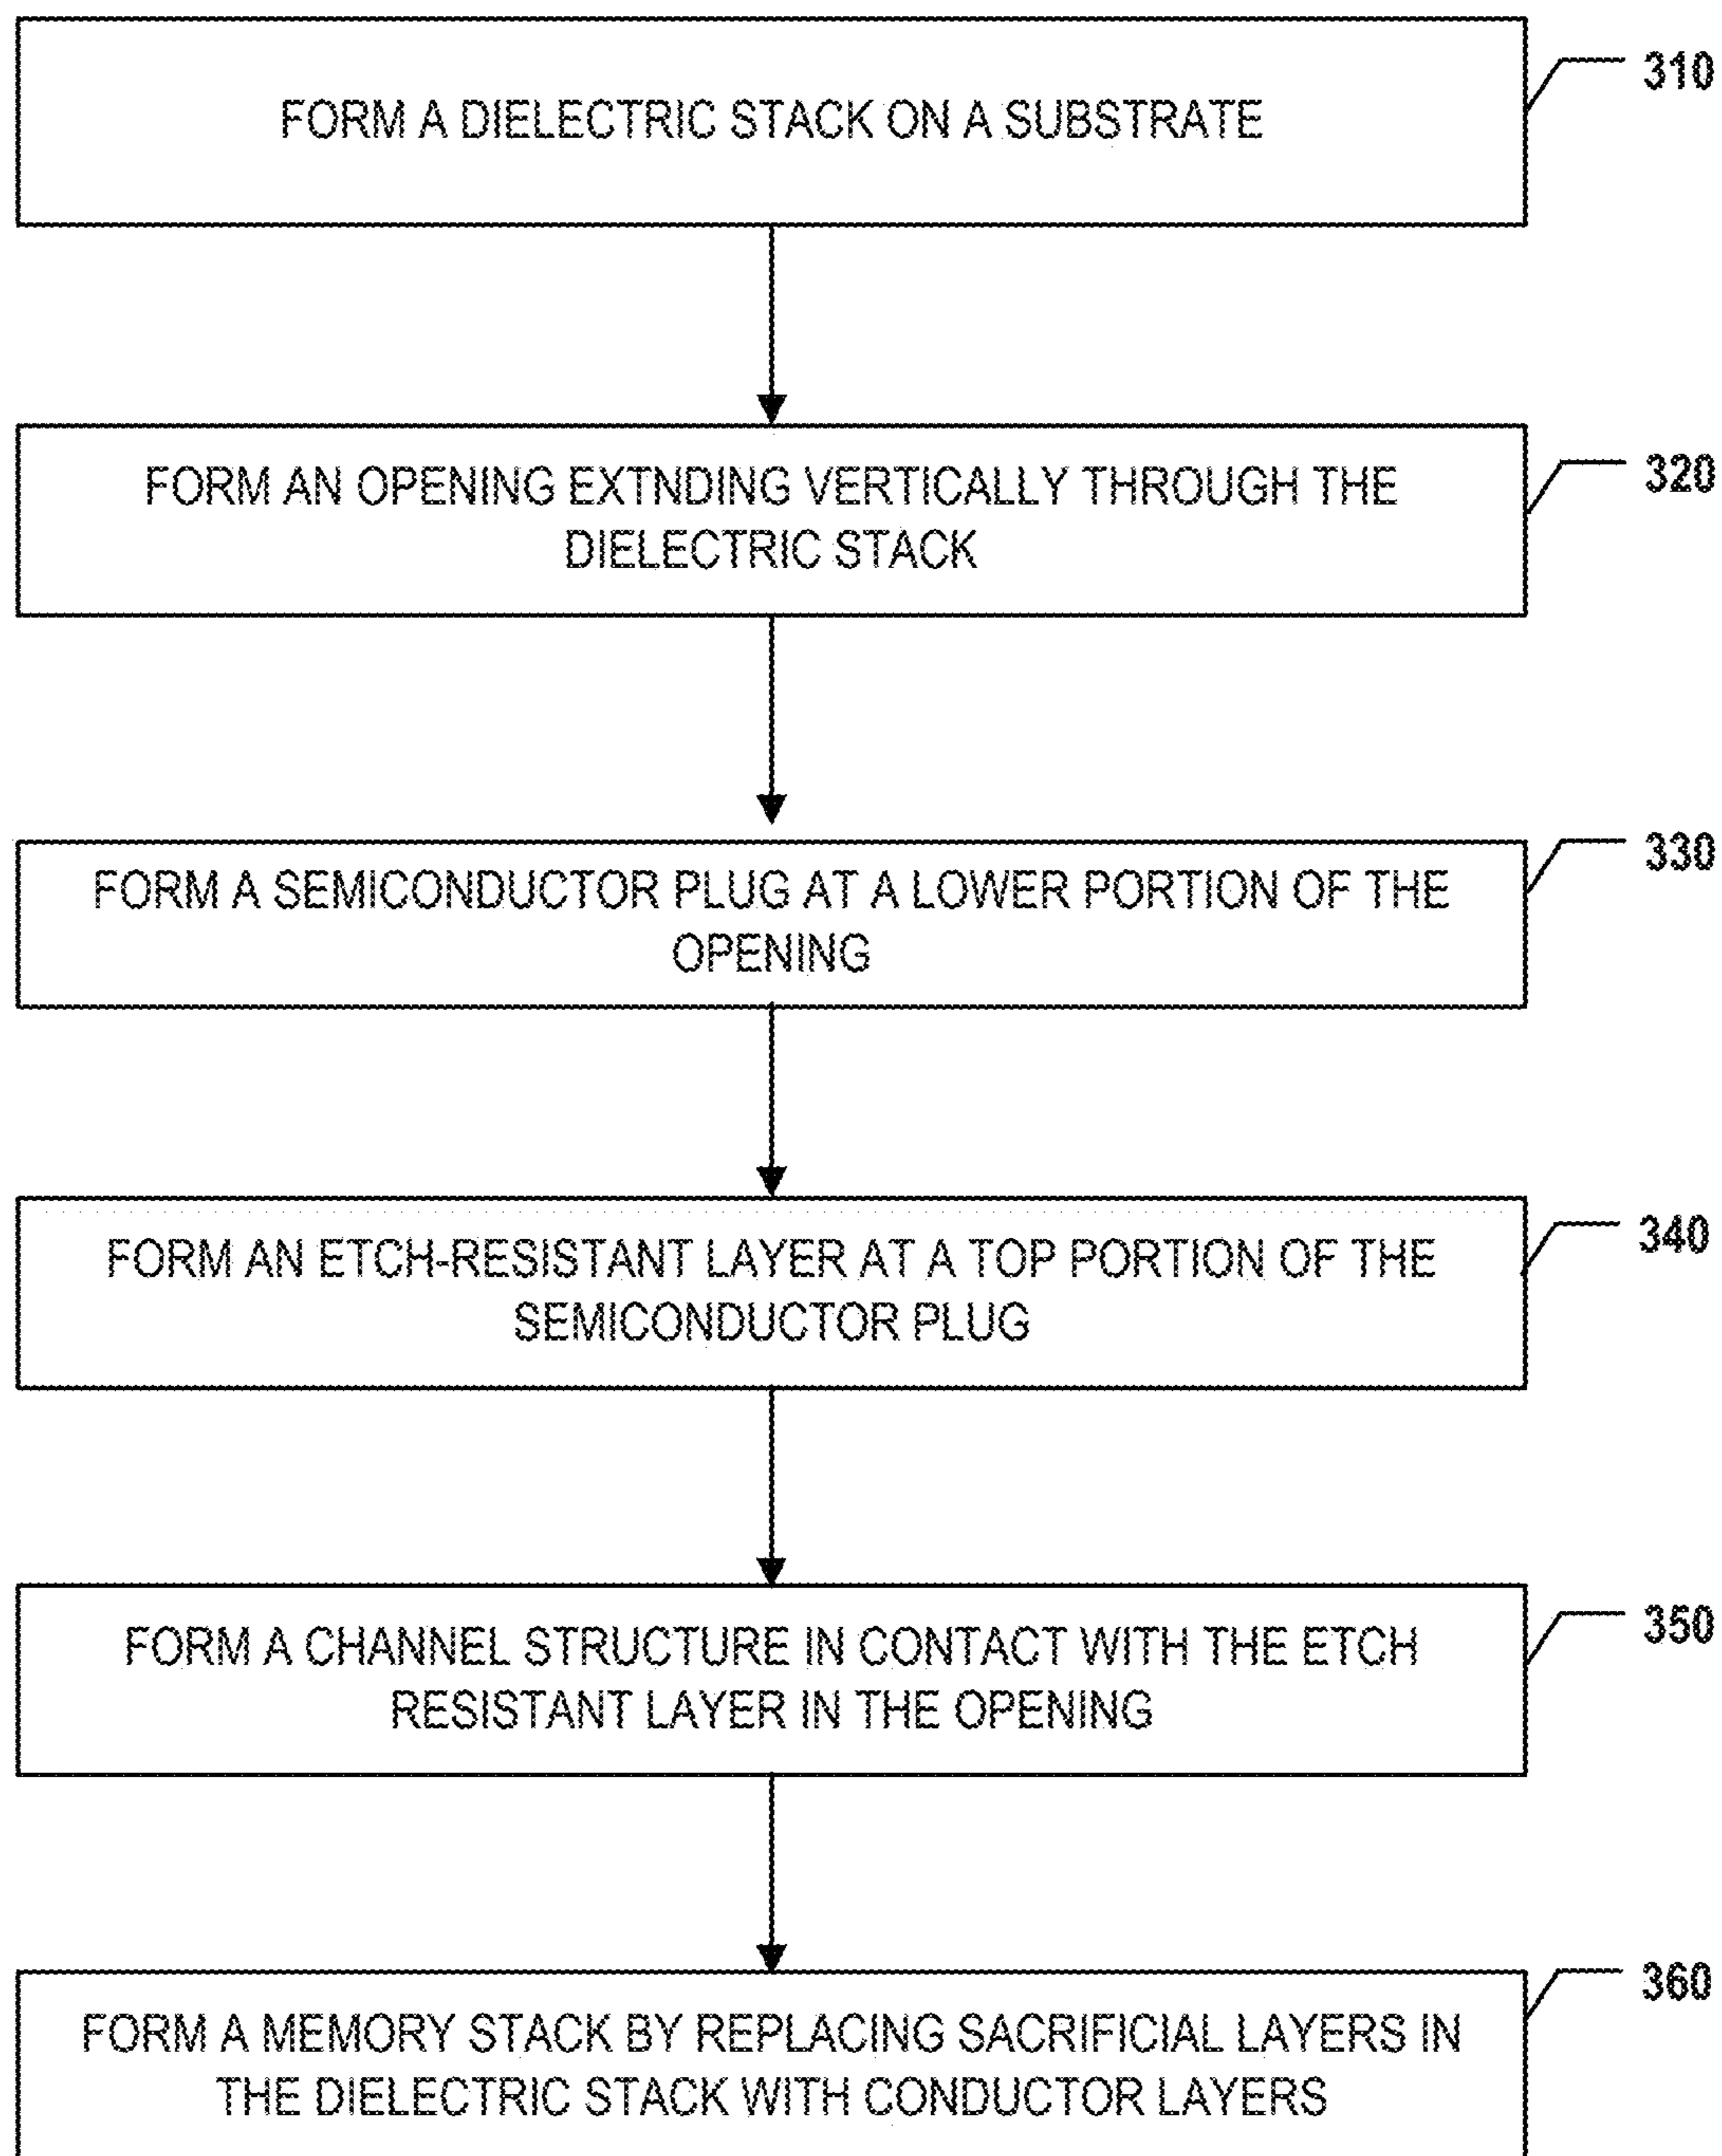 FORM A DIELECTRIC STACK ON A SUBSTRATE
310
FORM AN OPENING EXTNDING VERTICALLY THROUGH THE
DIELECTRIC STACK
320
FORM A SEMICONDUCTOR PLUG AT A LOWER PORTION OF THE
OPENING
330
FORM AN ETCH-RESISTANT LAYER AT A TOP PORTION OF THE
SEMICONDUCTOR PLUG
340
FORM A CHANNEL STRUCTURE IN CONTACT WITH THE ETCH
RESISTANT LAYER IN THE OPENING
350
FORM A MEMORY STACK BY REPLACING SACRIFICIAL LAYERS IN
THE DIELECTRIC STACK WITH CONDUCTOR LAYERS
360